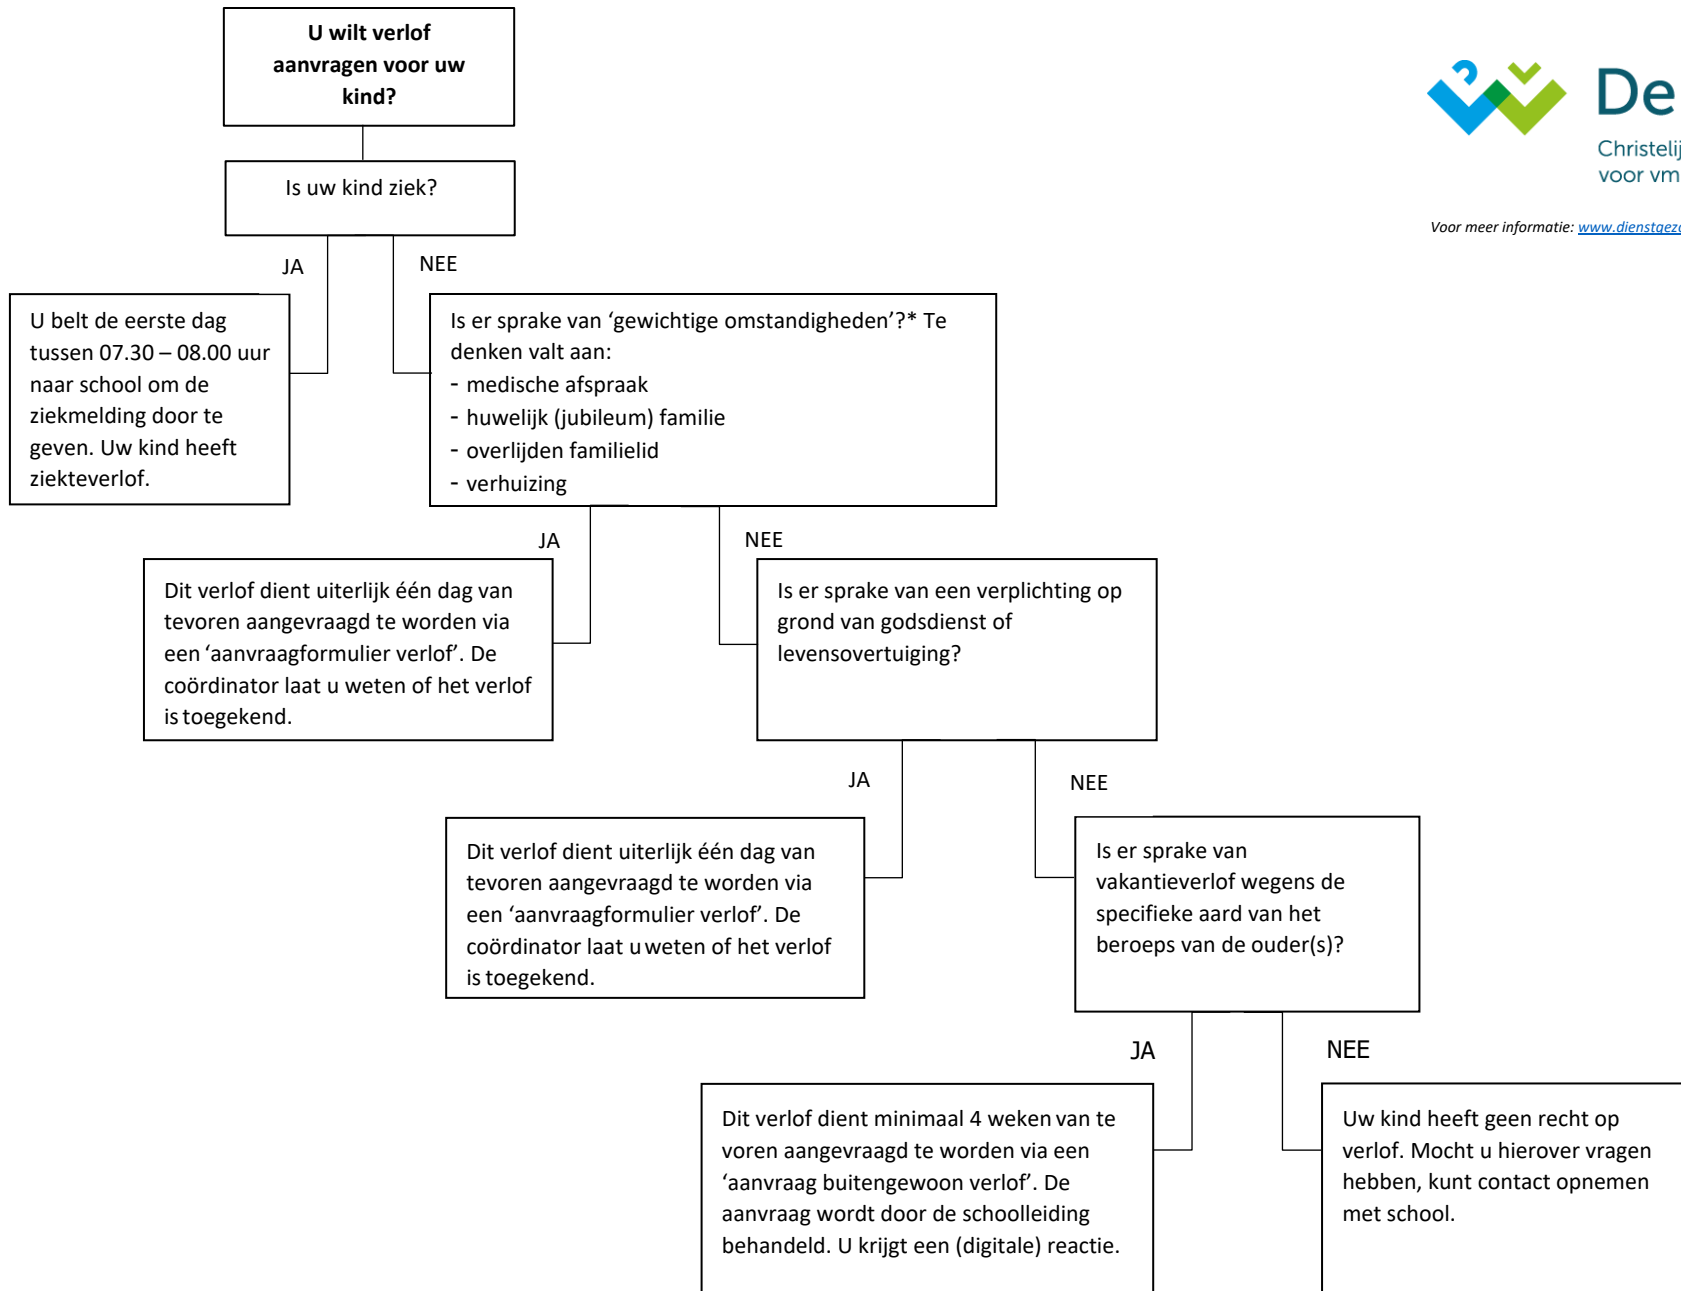 U wilt verlof
aanvragen voor uw
kind?
De
Christelij
voor vm
Voor meer informatie: www.dienstgeza
Is uw kind ziek?
JA
NEE
U belt de eerste dag
tussen 07.30 – 08.00 uur
naar school om de
ziekmelding door te
geven. Uw kind heeft
ziekteverlof.
Is er sprake van ‘gewichtige omstandigheden’?* Te
denken valt aan:
- medische afspraak
- huwelijk (jubileum) familie
- overlijden familielid
- verhuizing
JA
NEE
Dit verlof dient uiterlijk één dag van
tevoren aangevraagd te worden via
een ‘aanvraagformulier verlof’. De
coördinator laat u weten of het verlof
is toegekend.
Is er sprake van een verplichting op
grond van godsdienst of
levensovertuiging?
JA
NEE
Dit verlof dient uiterlijk één dag van
tevoren aangevraagd te worden via
een ‘aanvraagformulier verlof’. De
coördinator laat u weten of het verlof
is toegekend.
Is er sprake van
vakantieverlof wegens de
specifieke aard van het
beroeps van de ouder(s)?
JA
NEE
Dit verlof dient minimaal 4 weken van te
voren aangevraagd te worden via een
‘aanvraag buitengewoon verlof’. De
aanvraag wordt door de schoolleiding
behandeld. U krijgt een (digitale) reactie.
Uw kind heeft geen recht op
verlof. Mocht u hierover vragen
hebben, kunt contact opnemen
met school.